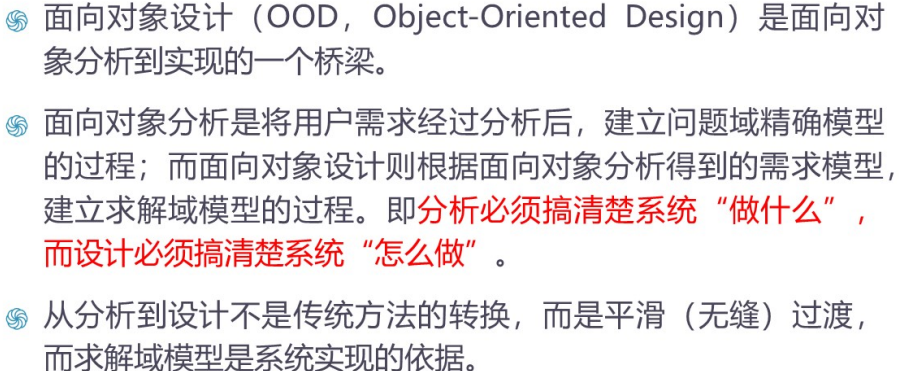 面向对象设计（OOD，Object-Oriented Design）是面向对
象分析到实现的一个桥梁。
面向对象分析是将用户需求经过分析后，建立问题域精确模型
的过程；而面向对象设计则根据面向对象分析得到的需求模型，
建立求解域模型的过程。即分析必须搞清楚系统“做什么”，
而设计必须搞清楚系统“怎么做”。
从分析到设计不是传统方法的转换，而是平滑（无缝）过渡，
而求解域模型是系统实现的依据。